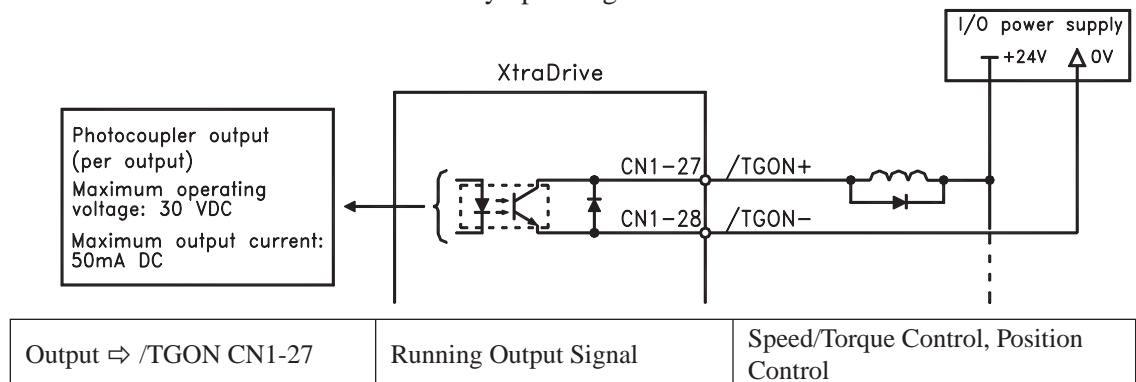 I/O power supply
+24V 0V
XtraDrive
Photocoupler output
(per output)
Maximum operating
voltage: 30 VDC
Maximum output current:
50mA DC
CN1-27 /TGON+
CN1-28 /TGON-
Output ⇨ /TGON CN1-27
Running Output Signal
Speed/Torque Control, Position
Control